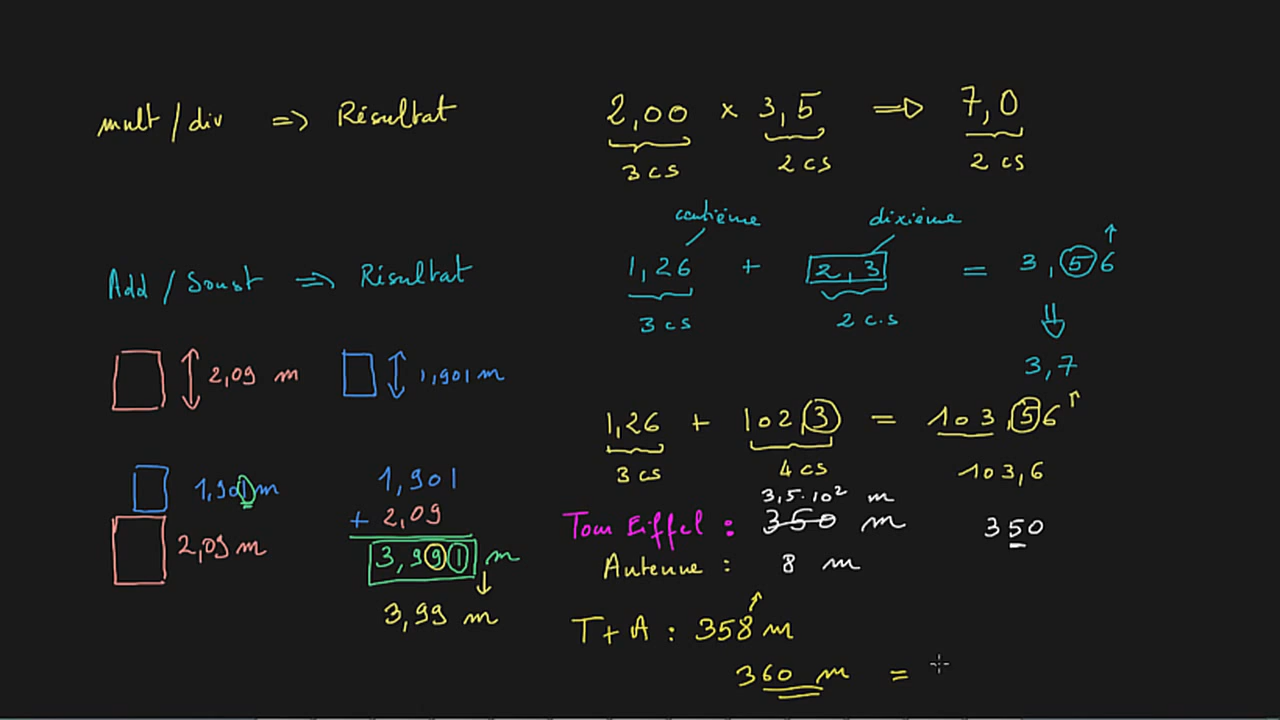 mult / div => Résultat
2,00 x 3,5 => 7,0
3 cs 2 cs 2 cs
centième dixième
Add / Soust => Résultat
1,26 + 2,3 = 3,56
3 cs 2 c.s
3,7
2,09 m 1,901 m
1,26 + 102,3 = 103,56
3 cs 4 cs 103,6
1,901 m
2,09 m
1,901
+ 2,09
3,991 m
3,99 m
3,5.10² m
Tour Eiffel : 350 m 350
Antenne : 8 m
T+A : 358 m
360 m =